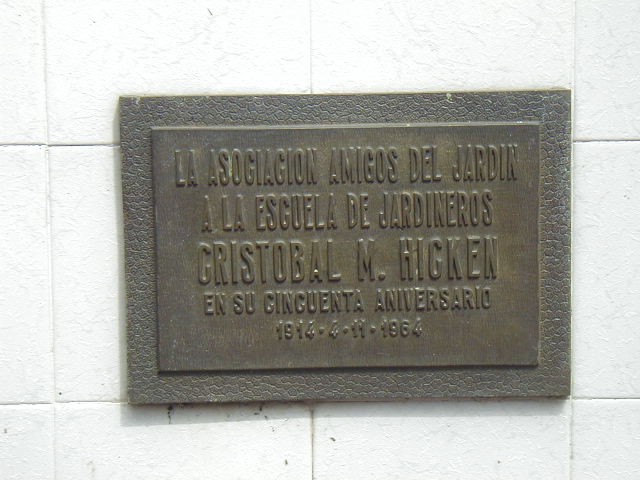 LA ASOCIACION AMIGOS DEL JARDIN
A LA ESCUELA DE JARDINEROS
CRISTOBAL M. HICKEN
EN SU CINCUENTA ANIVERSARIO
1914-4-11-1964